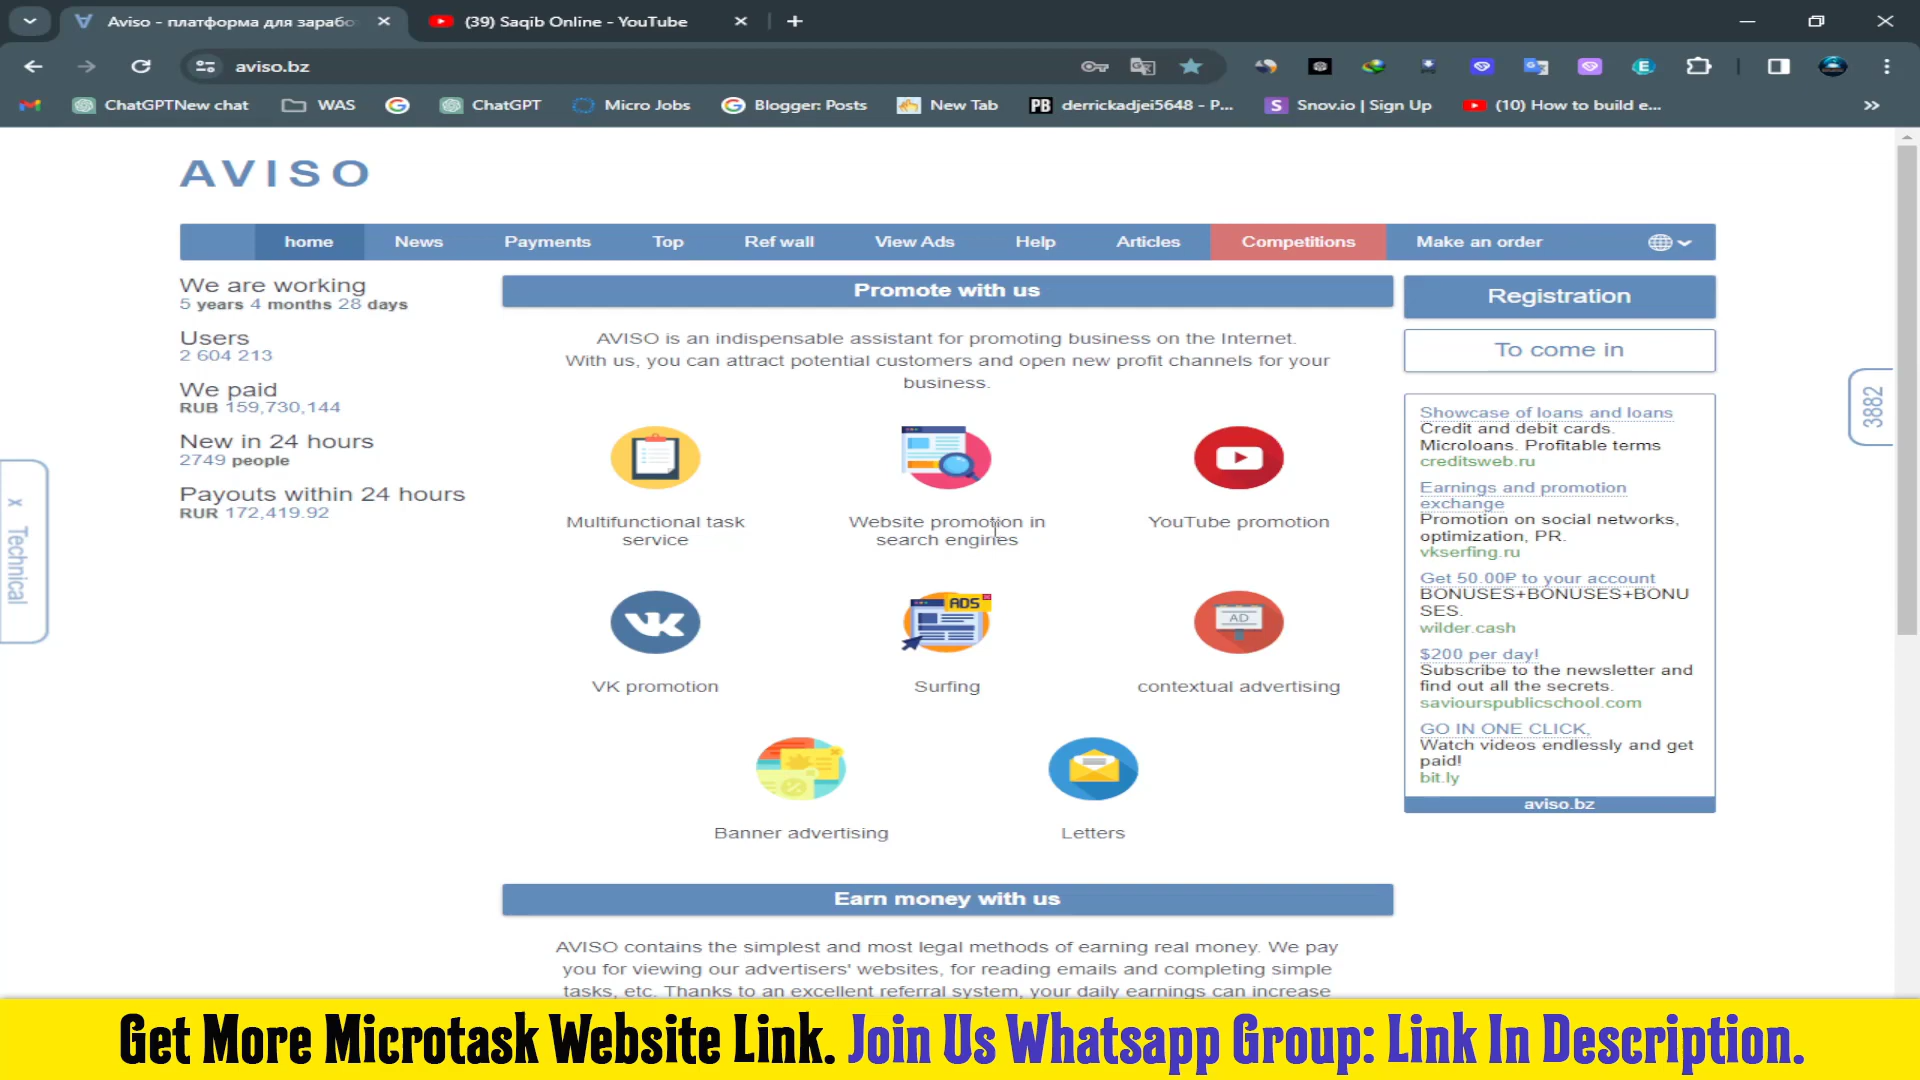 Aviso - платформа для зарабо
(39) Saqib Online - YouTube
aviso.bz
ChatGPTNew chat
WAS
ChatGPT
Micro Jobs
Blogger: Posts
New Tab
PB
derrickadjei5648 - P...
S
Snov.io | Sign Up
(10) How to build e...
AVISO
home
News
Payments
Top
Ref wall
View Ads
Help
Articles
Competitions
Make an order
We are working
5 years 4 months 28 days
Users
2 604 213
We paid
RUB 159,730,144
New in 24 hours
2749 people
Payouts within 24 hours
RUR 172,419.92
x Technical
Promote with us
AVISO is an indispensable assistant for promoting business on the Internet.
With us, you can attract potential customers and open new profit channels for your
business.
Multifunctional task
service
Website promotion in
search engines
YouTube promotion
VK promotion
ADS
Surfing
AD
contextual advertising
Banner advertising
Letters
Earn money with us
AVISO contains the simplest and most legal methods of earning real money. We pay
you for viewing our advertisers' websites, for reading emails and completing simple
tasks, etc. Thanks to an excellent referral system, your daily earnings can increase
Registration
To come in
Showcase of loans and loans
Credit and debit cards.
Microloans. Profitable terms
creditsweb.ru
Earnings and promotion
exchange
Promotion on social networks,
optimization, PR.
vkserfing.ru
Get 50.00₽ to your account
BONUSES+BONUSES+BONU
SES.
wilder.cash
$200 per day!
Subscribe to the newsletter and
find out all the secrets.
saviourspublicschool.com
GO IN ONE CLICK,
Watch videos endlessly and get
paid!
bit.ly
aviso.bz
3882
Get More Microtask Website Link. Join Us Whatsapp Group: Link In Description.